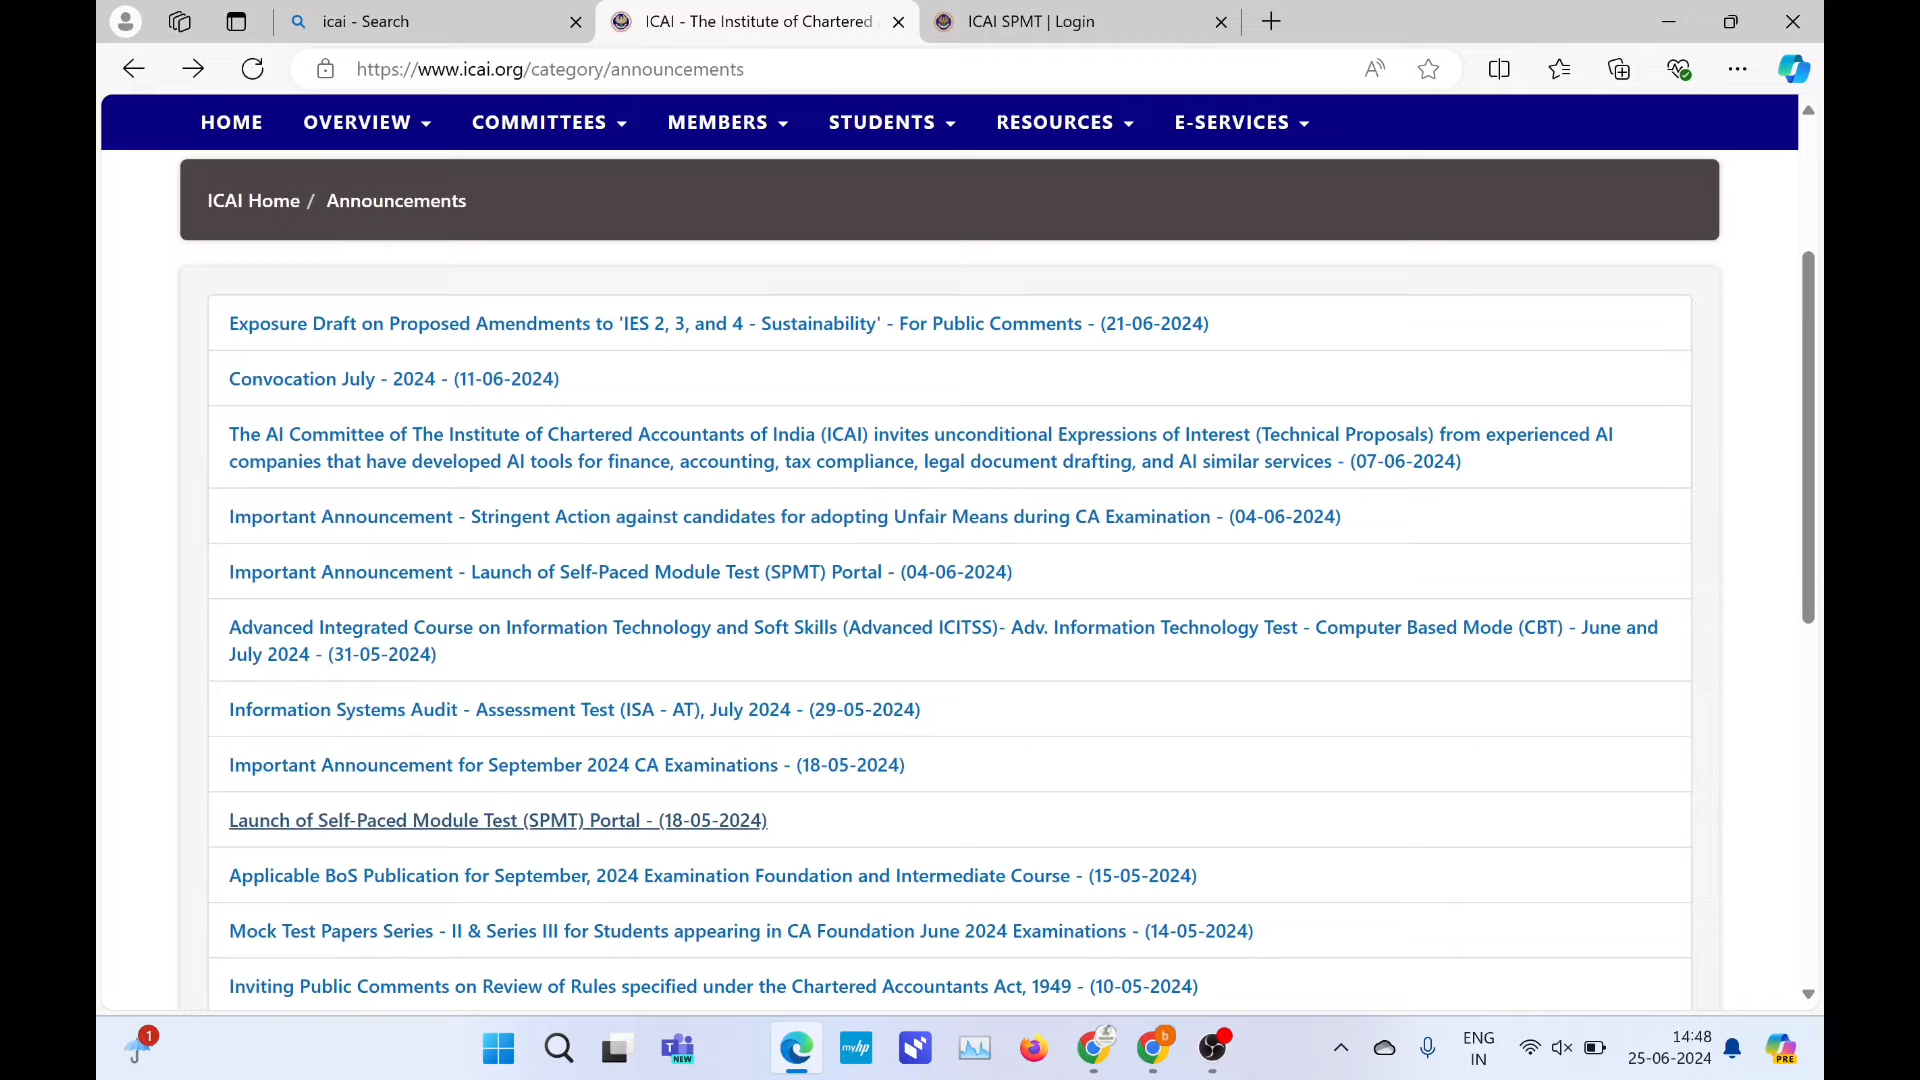 icai - Search
ICAI - The Institute of Chartered
ICAI SPMT | Login
https://www.icai.org/category/announcements
HOME
OVERVIEW
COMMITTEES
MEMBERS
STUDENTS
RESOURCES
E-SERVICES
ICAI Home / Announcements
Exposure Draft on Proposed Amendments to 'IES 2, 3, and 4 - Sustainability' - For Public Comments - (21-06-2024)
Convocation July - 2024 - (11-06-2024)
The AI Committee of The Institute of Chartered Accountants of India (ICAI) invites unconditional Expressions of Interest (Technical Proposals) from experienced AI
companies that have developed AI tools for finance, accounting, tax compliance, legal document drafting, and AI similar services - (07-06-2024)
Important Announcement - Stringent Action against candidates for adopting Unfair Means during CA Examination - (04-06-2024)
Important Announcement - Launch of Self-Paced Module Test (SPMT) Portal - (04-06-2024)
Advanced Integrated Course on Information Technology and Soft Skills (Advanced ICITSS)- Adv. Information Technology Test - Computer Based Mode (CBT) - June and
July 2024 - (31-05-2024)
Information Systems Audit - Assessment Test (ISA - AT), July 2024 - (29-05-2024)
Important Announcement for September 2024 CA Examinations - (18-05-2024)
Launch of Self-Paced Module Test (SPMT) Portal - (18-05-2024)
Applicable BoS Publication for September, 2024 Examination Foundation and Intermediate Course - (15-05-2024)
Mock Test Papers Series - II & Series III for Students appearing in CA Foundation June 2024 Examinations - (14-05-2024)
Inviting Public Comments on Review of Rules specified under the Chartered Accountants Act, 1949 - (10-05-2024)
1
NEW
myhp
b
ENG
IN
14:48
25-06-2024
PRE